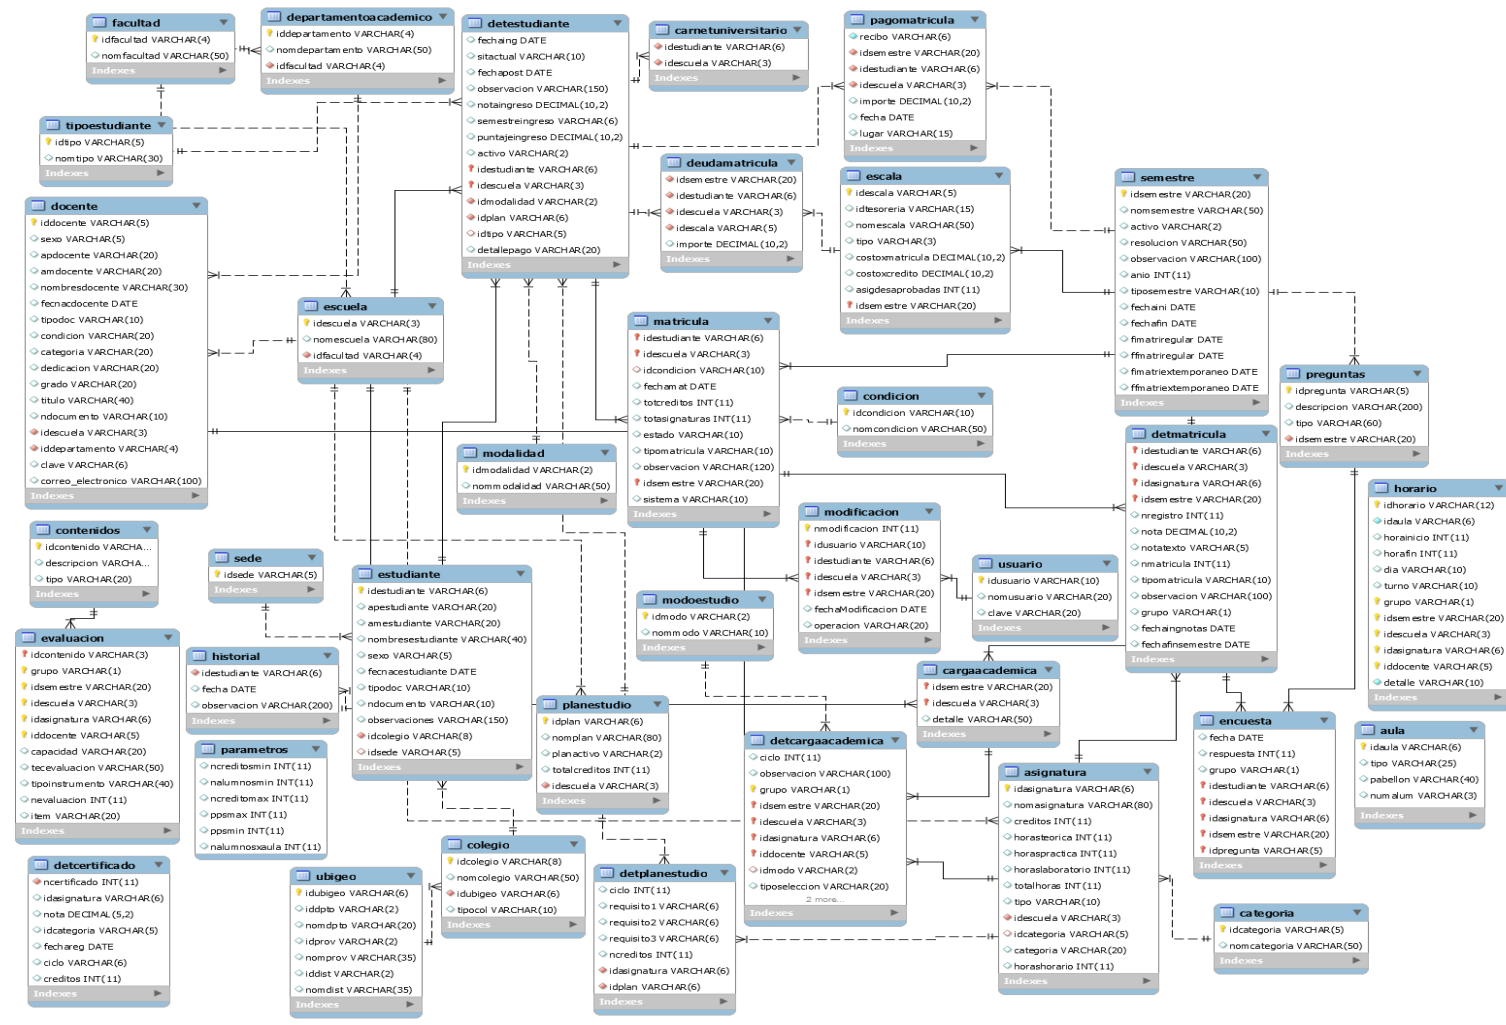 facultad
idfacultad VARCHAR(4)
nomfacultad VARCHAR(50)
Indexes
departamentoacademico
iddepartamento VARCHAR(4)
nomdepartamento VARCHAR(50)
idfacultad VARCHAR(4)
Indexes
detestudiante
fechaing DATE
sitactual VARCHAR(10)
fechapost DATE
observacion VARCHAR(150)
notaingreso DECIMAL(10,2)
semestreingreso VARCHAR(6)
puntajeingreso DECIMAL(10,2)
activo VARCHAR(2)
idestudiante VARCHAR(6)
idescuela VARCHAR(3)
idmodalidad VARCHAR(2)
idplan VARCHAR(6)
idtipo VARCHAR(5)
detallepago VARCHAR(20)
Indexes
carnetuniversitario
idestudiante VARCHAR(6)
idescuela VARCHAR(3)
Indexes
pagomatricula
recibo VARCHAR(6)
idsemestre VARCHAR(20)
idestudiante VARCHAR(6)
idescuela VARCHAR(3)
importe DECIMAL(10,2)
fecha DATE
lugar VARCHAR(15)
Indexes
tipoestudiante
idtipo VARCHAR(5)
nomtipo VARCHAR(30)
Indexes
deudamatricula
idsemestre VARCHAR(20)
idestudiante VARCHAR(6)
idescuela VARCHAR(3)
idescala VARCHAR(5)
importe DECIMAL(10,2)
Indexes
escala
idescala VARCHAR(5)
idtesoreria VARCHAR(15)
nomescala VARCHAR(50)
tipo VARCHAR(3)
costoxmatricula DECIMAL(10,2)
costoxcredito DECIMAL(10,2)
asigdesaprobadas INT(11)
idsemestre VARCHAR(20)
Indexes
semestre
idsemestre VARCHAR(20)
nomsemestre VARCHAR(50)
activo VARCHAR(2)
resolucion VARCHAR(50)
observacion VARCHAR(100)
anio INT(11)
tiposemestre VARCHAR(10)
fechaini DATE
fechafin DATE
fimatriregular DATE
ffmatriregular DATE
fimatriextemporaneo DATE
ffmatriextemporaneo DATE
Indexes
docente
iddocente VARCHAR(5)
sexo VARCHAR(5)
apdocente VARCHAR(20)
amdocente VARCHAR(20)
nombresdocente VARCHAR(30)
fecnacdocente DATE
tipodoc VARCHAR(10)
condicion VARCHAR(20)
categoria VARCHAR(20)
dedicacion VARCHAR(20)
grado VARCHAR(20)
titulo VARCHAR(40)
ndocumento VARCHAR(10)
idescuela VARCHAR(3)
iddepartamento VARCHAR(4)
clave VARCHAR(6)
correo_electronico VARCHAR(100)
Indexes
escuela
idescuela VARCHAR(3)
nomescuela VARCHAR(80)
idfacultad VARCHAR(4)
Indexes
matricula
idestudiante VARCHAR(6)
idescuela VARCHAR(3)
idcondicion VARCHAR(10)
fechamat DATE
totcreditos INT(11)
totasignaturas INT(11)
estado VARCHAR(10)
tipomatricula VARCHAR(10)
observacion VARCHAR(120)
idsemestre VARCHAR(20)
sistema VARCHAR(10)
Indexes
condicion
idcondicion VARCHAR(10)
nomcondicion VARCHAR(50)
Indexes
preguntas
idpregunta VARCHAR(5)
descripcion VARCHAR(200)
tipo VARCHAR(60)
idsemestre VARCHAR(20)
Indexes
modalidad
idmodalidad VARCHAR(2)
nommodalidad VARCHAR(50)
Indexes
detmatricula
idestudiante VARCHAR(6)
idescuela VARCHAR(3)
idasignatura VARCHAR(6)
idsemestre VARCHAR(20)
nregistro INT(11)
nota DECIMAL(10,2)
notatexto VARCHAR(5)
nmatricula INT(11)
tipomatricula VARCHAR(10)
observacion VARCHAR(100)
grupo VARCHAR(1)
fechaingnotas DATE
fechafinsemestre DATE
Indexes
horario
idhorario VARCHAR(12)
idaula VARCHAR(6)
horainicio INT(11)
horafin INT(11)
dia VARCHAR(10)
turno VARCHAR(10)
grupo VARCHAR(1)
idsemestre VARCHAR(20)
idescuela VARCHAR(3)
idasignatura VARCHAR(6)
iddocente VARCHAR(5)
detalle VARCHAR(10)
Indexes
contenidos
idcontenido VARCHA...
descripcion VARCHA...
tipo VARCHAR(20)
Indexes
sede
idsede VARCHAR(5)
Indexes
estudiante
idestudiante VARCHAR(6)
apestudiante VARCHAR(20)
amestudiante VARCHAR(20)
nombresestudiante VARCHAR(40)
sexo VARCHAR(5)
fecnacestudiante DATE
tipodoc VARCHAR(10)
ndocumento VARCHAR(10)
observaciones VARCHAR(150)
idcolegio VARCHAR(8)
idsede VARCHAR(5)
Indexes
modificacion
nmodificacion INT(11)
idusuario VARCHAR(10)
idestudiante VARCHAR(6)
idescuela VARCHAR(3)
idsemestre VARCHAR(20)
fechaModificacion DATE
operacion VARCHAR(20)
Indexes
usuario
idusuario VARCHAR(10)
nomusuario VARCHAR(20)
clave VARCHAR(20)
Indexes
modoestudio
idmodo VARCHAR(2)
nommodo VARCHAR(10)
Indexes
evaluacion
idcontenido VARCHAR(3)
grupo VARCHAR(1)
idsemestre VARCHAR(20)
idescuela VARCHAR(3)
idasignatura VARCHAR(6)
iddocente VARCHAR(5)
capacidad VARCHAR(20)
tecevaluacion VARCHAR(50)
tipoinstrumento VARCHAR(40)
nevaluacion INT(11)
item VARCHAR(20)
Indexes
historial
idestudiante VARCHAR(6)
fecha DATE
observacion VARCHAR(200)
Indexes
cargaacademica
idsemestre VARCHAR(20)
idescuela VARCHAR(3)
detalle VARCHAR(50)
Indexes
planestudio
idplan VARCHAR(6)
nomplan VARCHAR(80)
planactivo VARCHAR(2)
totalcreditos INT(11)
idescuela VARCHAR(3)
Indexes
parametros
ncreditosmin INT(11)
nalumnosmin INT(11)
ncreditomax INT(11)
ppsmax INT(11)
ppsmin INT(11)
nalumnosxaula INT(11)
Indexes
detcargaacademica
ciclo INT(11)
observacion VARCHAR(100)
grupo VARCHAR(1)
idsemestre VARCHAR(20)
idescuela VARCHAR(3)
idasignatura VARCHAR(6)
iddocente VARCHAR(5)
idmodo VARCHAR(2)
tiposeleccion VARCHAR(20)
2 more...
Indexes
encuesta
fecha DATE
respuesta INT(11)
grupo VARCHAR(1)
idestudiante VARCHAR(6)
idescuela VARCHAR(3)
idasignatura VARCHAR(6)
idsemestre VARCHAR(20)
idpregunta VARCHAR(5)
Indexes
aula
idaula VARCHAR(6)
tipo VARCHAR(25)
pabellon VARCHAR(40)
numalum VARCHAR(3)
Indexes
asignatura
idasignatura VARCHAR(6)
nomasignatura VARCHAR(80)
creditos INT(11)
horasteorica INT(11)
horaspractica INT(11)
horaslaboratorio INT(11)
totalhoras INT(11)
tipo VARCHAR(10)
idescuela VARCHAR(3)
idcategoria VARCHAR(5)
categoria VARCHAR(20)
horashorario INT(11)
Indexes
colegio
idcolegio VARCHAR(8)
nomcolegio VARCHAR(50)
idubigeo VARCHAR(6)
tipocol VARCHAR(10)
Indexes
detcertificado
ncertificado INT(11)
idasignatura VARCHAR(6)
nota DECIMAL(5,2)
idcategoria VARCHAR(5)
fechareg DATE
ciclo VARCHAR(6)
creditos INT(11)
Indexes
ubigeo
idubigeo VARCHAR(6)
iddpto VARCHAR(2)
nomdpto VARCHAR(20)
idprov VARCHAR(2)
nomprov VARCHAR(35)
iddist VARCHAR(2)
nomdist VARCHAR(35)
Indexes
detplanestudio
ciclo INT(11)
requisito1 VARCHAR(6)
requisito2 VARCHAR(6)
requisito3 VARCHAR(6)
ncreditos INT(11)
idasignatura VARCHAR(6)
idplan VARCHAR(6)
Indexes
categoria
idcategoria VARCHAR(5)
nomcategoria VARCHAR(50)
Indexes